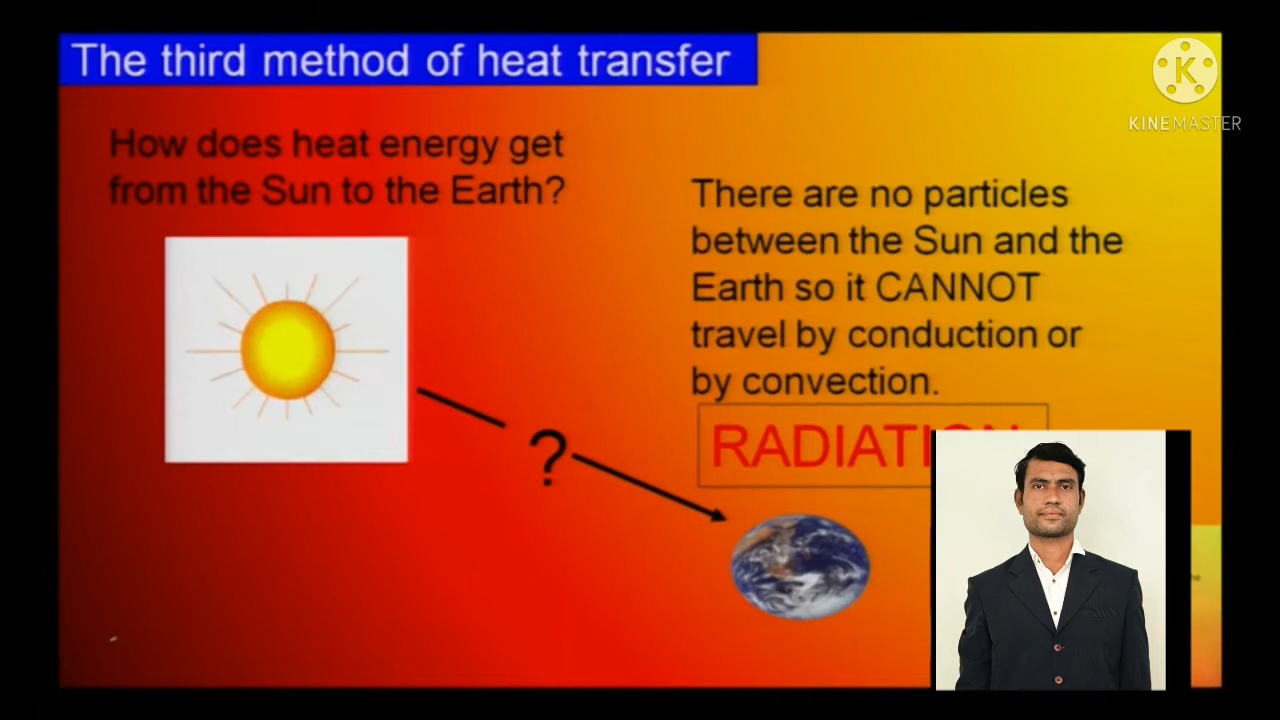 The third method of heat transfer
How does heat energy get
from the Sun to the Earth?
There are no particles
between the Sun and the
Earth so it CANNOT
travel by conduction or
by convection.
?
K
KINEMASTER